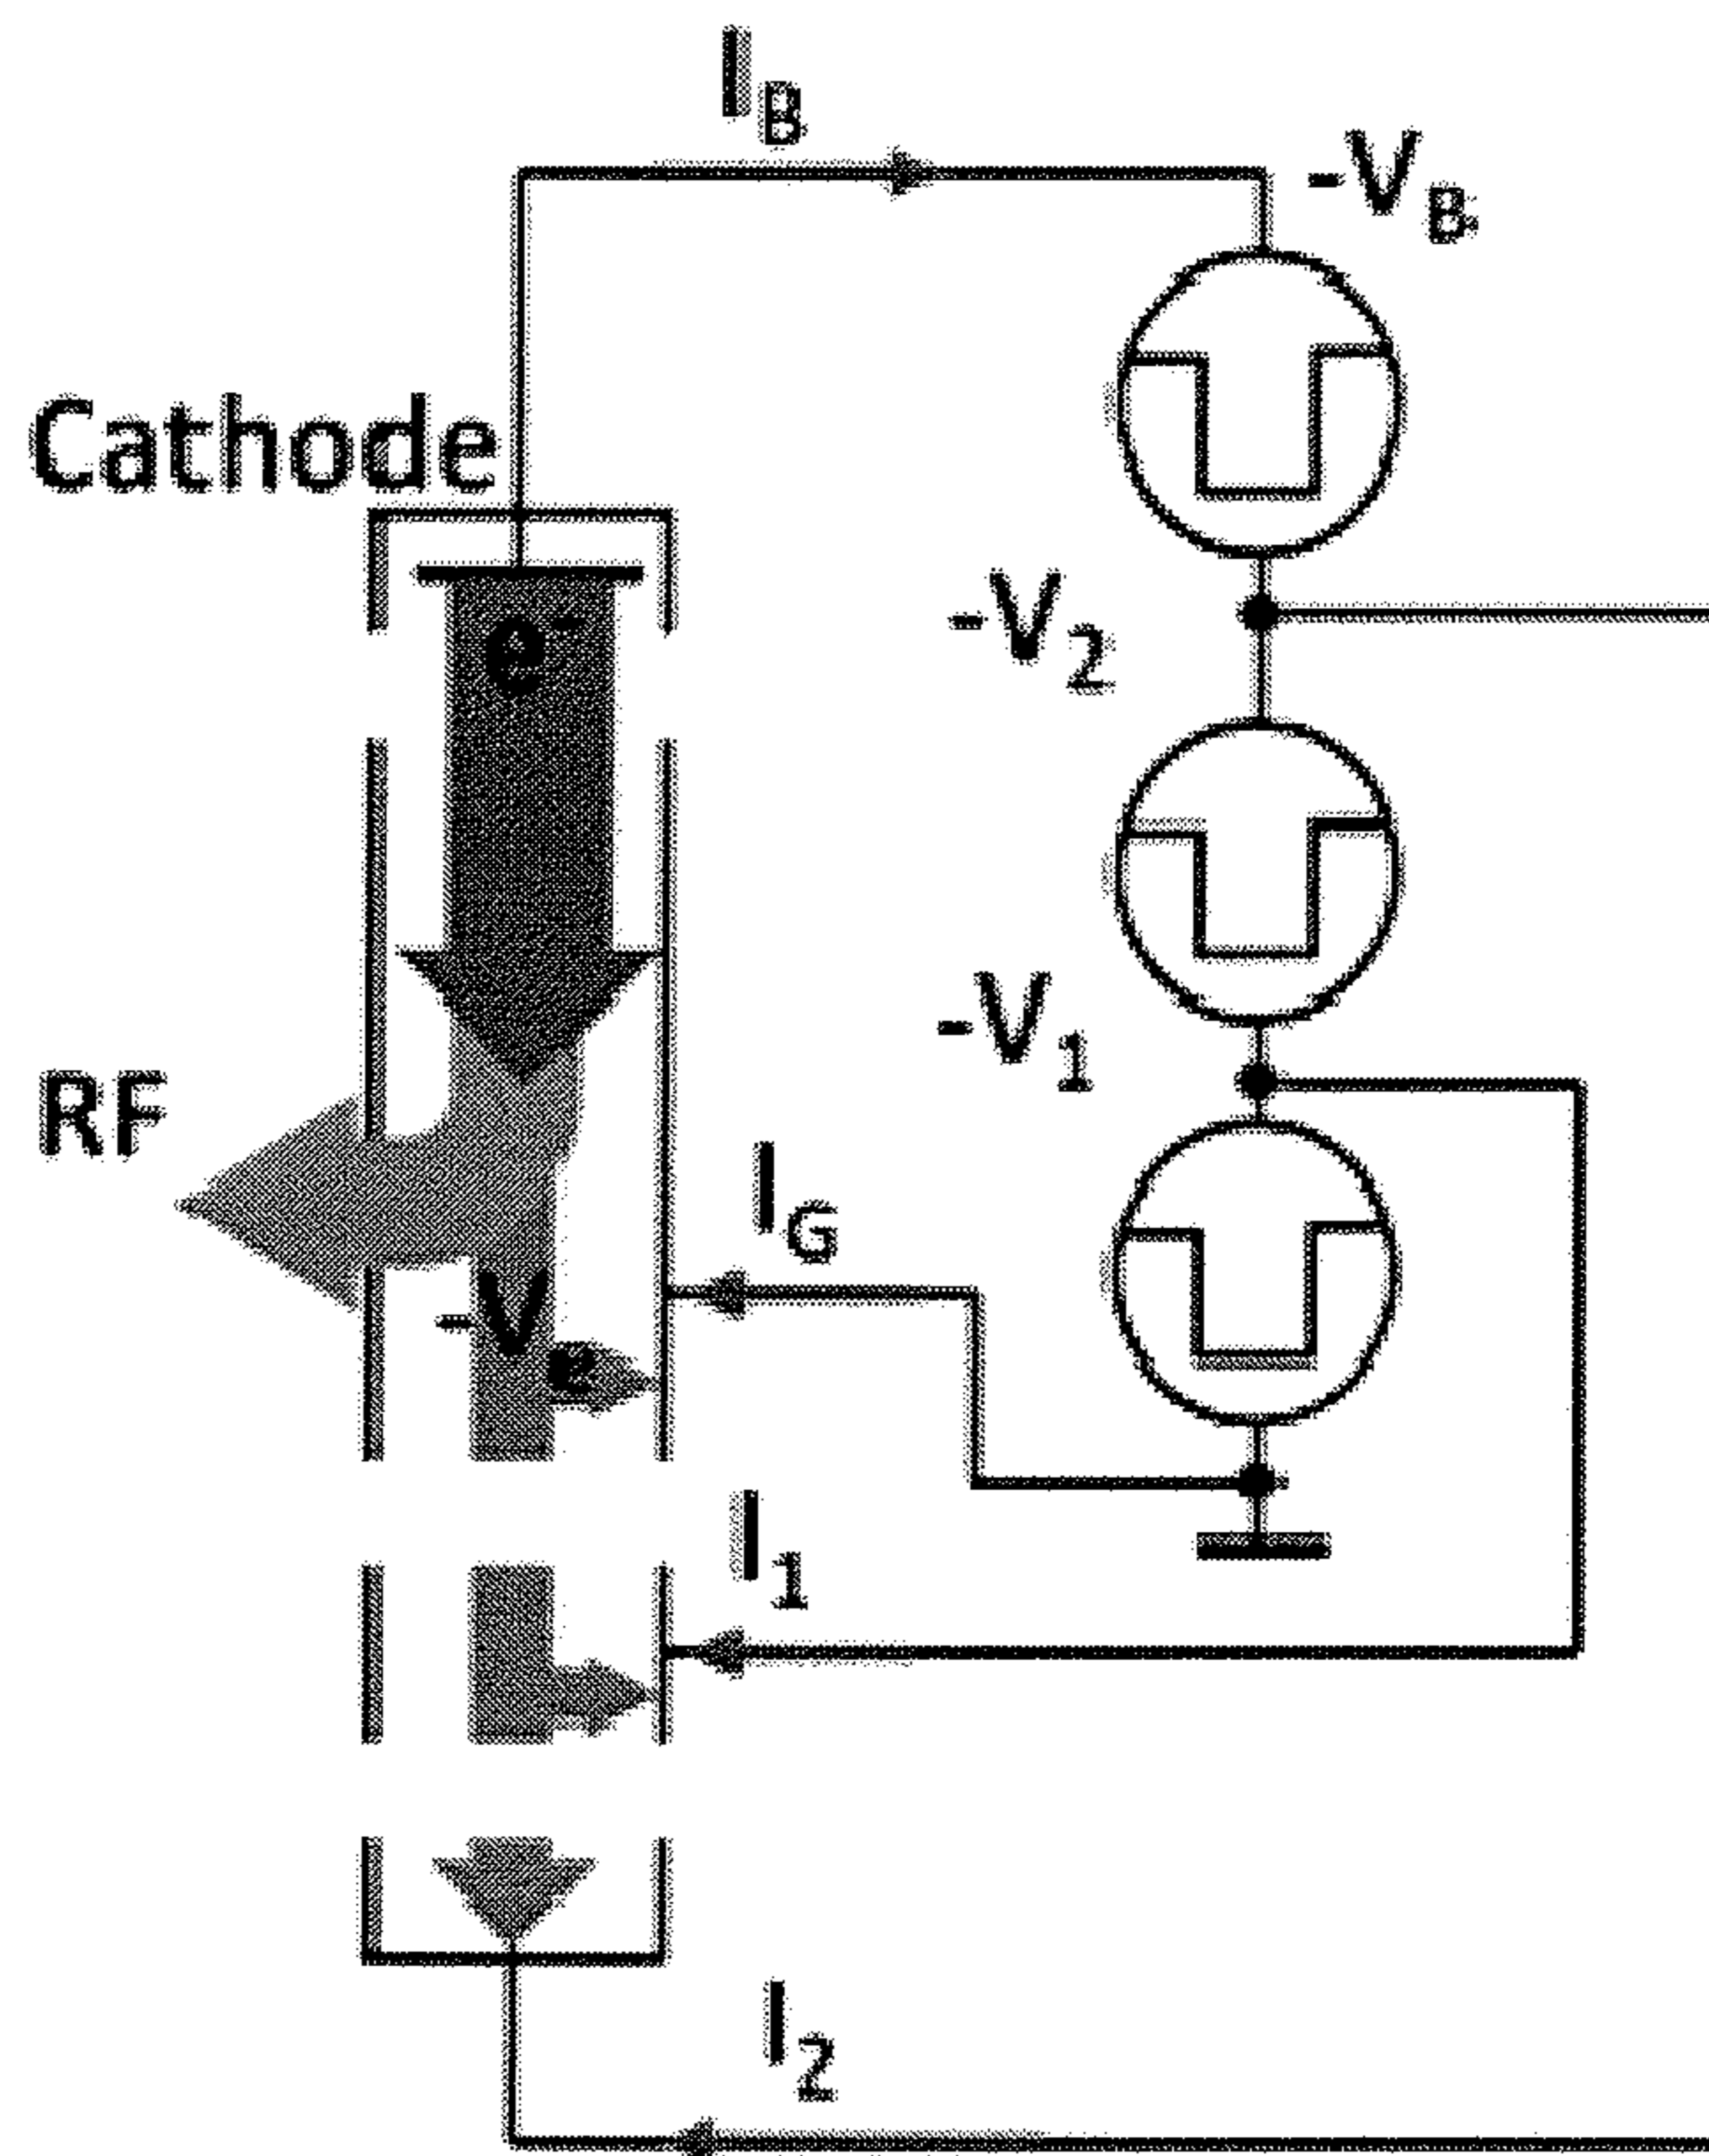 I_B
-V_B
Cathode
e^-
-V_2
-V_1
RF
I_G
-V_e
I_1
I_2